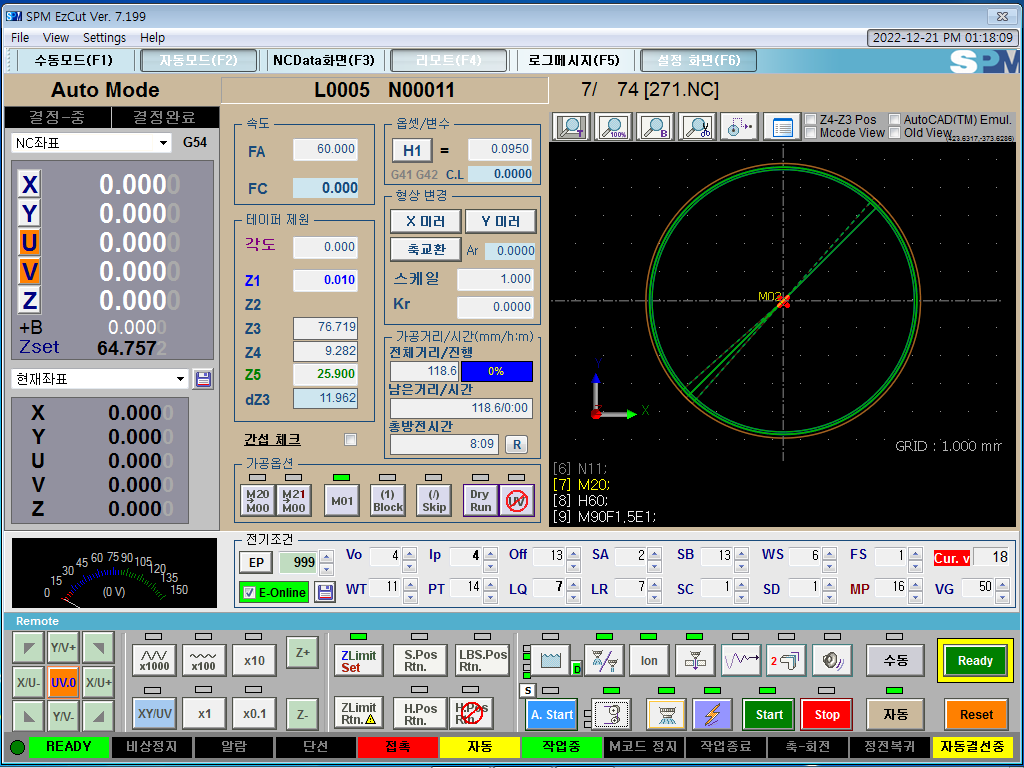 SPM EzCut Ver. 7.199
File View Settings Help
2022-12-21 PM 01:18:09
수동모드(F1) 자동모드(F2) NCData화면(F3) 리모트(F4) 로그메시지(F5) 설정 화면(F6) SPM
Auto Mode L0005 N00011 7/ 74 [271.NC]
결정-중 결정완료
NC좌표 G54
X 0.0000
Y 0.0000
U 0.0000
V 0.0000
Z 0.0000
+B 0.0000
Zset 64.7572
현재좌표
X 0.0000
Y 0.0000
U 0.0000
V 0.0000
Z 0.0000
속도
FA 60.000
FC 0.000
테이퍼 제원
각도 0.000
Z1 0.010
Z2
Z3 76.719
Z4 9.282
Z5 25.900
dZ3 11.962
간섭 체크
옵셋/변수
H1 = 0.0950
G41 G42 C.L 0.0000
형상 변경
X 미러 Y 미러
축교환 Ar 0.0000
스케일 1.000
Kr 0.0000
가공거리/시간(mm/h:m)
전체거리/진행
118.6 0%
남은거리/시간
118.6/0:00
총방전시간
8:09 R
가공옵션
M20 M00 M21 M00 M01 (1) Block (/) Skip Dry Run UV
T 100% B
Z4-Z3 Pos AutoCAD(TM) Emul.
Mcode View Old View
(423.6317,-373.6286)
M02
Y
X
GRID : 1.000 mm
[6] N11;
[7] M20;
[8] H60;
[9] M90F1.5E1;
0 15 30 45 60 75 90 105 120 135 150
(0 V)
전기조건
EP 999 Vo 4 Ip 4 Off 13 SA 2 SB 13 WS 6 FS 1 Cur. v 18
E-Online WT 11 PT 14 LQ 7 LR 7 SC 1 SD 1 MP 16 VG 50
Remote
Y/V+
X/U- UV.0 X/U+
Y/V-
x1000 x100 x10 Z+
XY/UV x1 x0.1 Z-
ZLimit Set S.Pos Rtn. LBS.Pos Rtn.
ZLimit Rtn. H.Pos Rtn.
D Ion 2 수동 Ready
S
A. Start Start Stop 자동 Reset
READY 비상정지 알람 단선 접촉 자동 작업중 M코드 정지 작업종료 축-회전 정전복귀 자동결선중